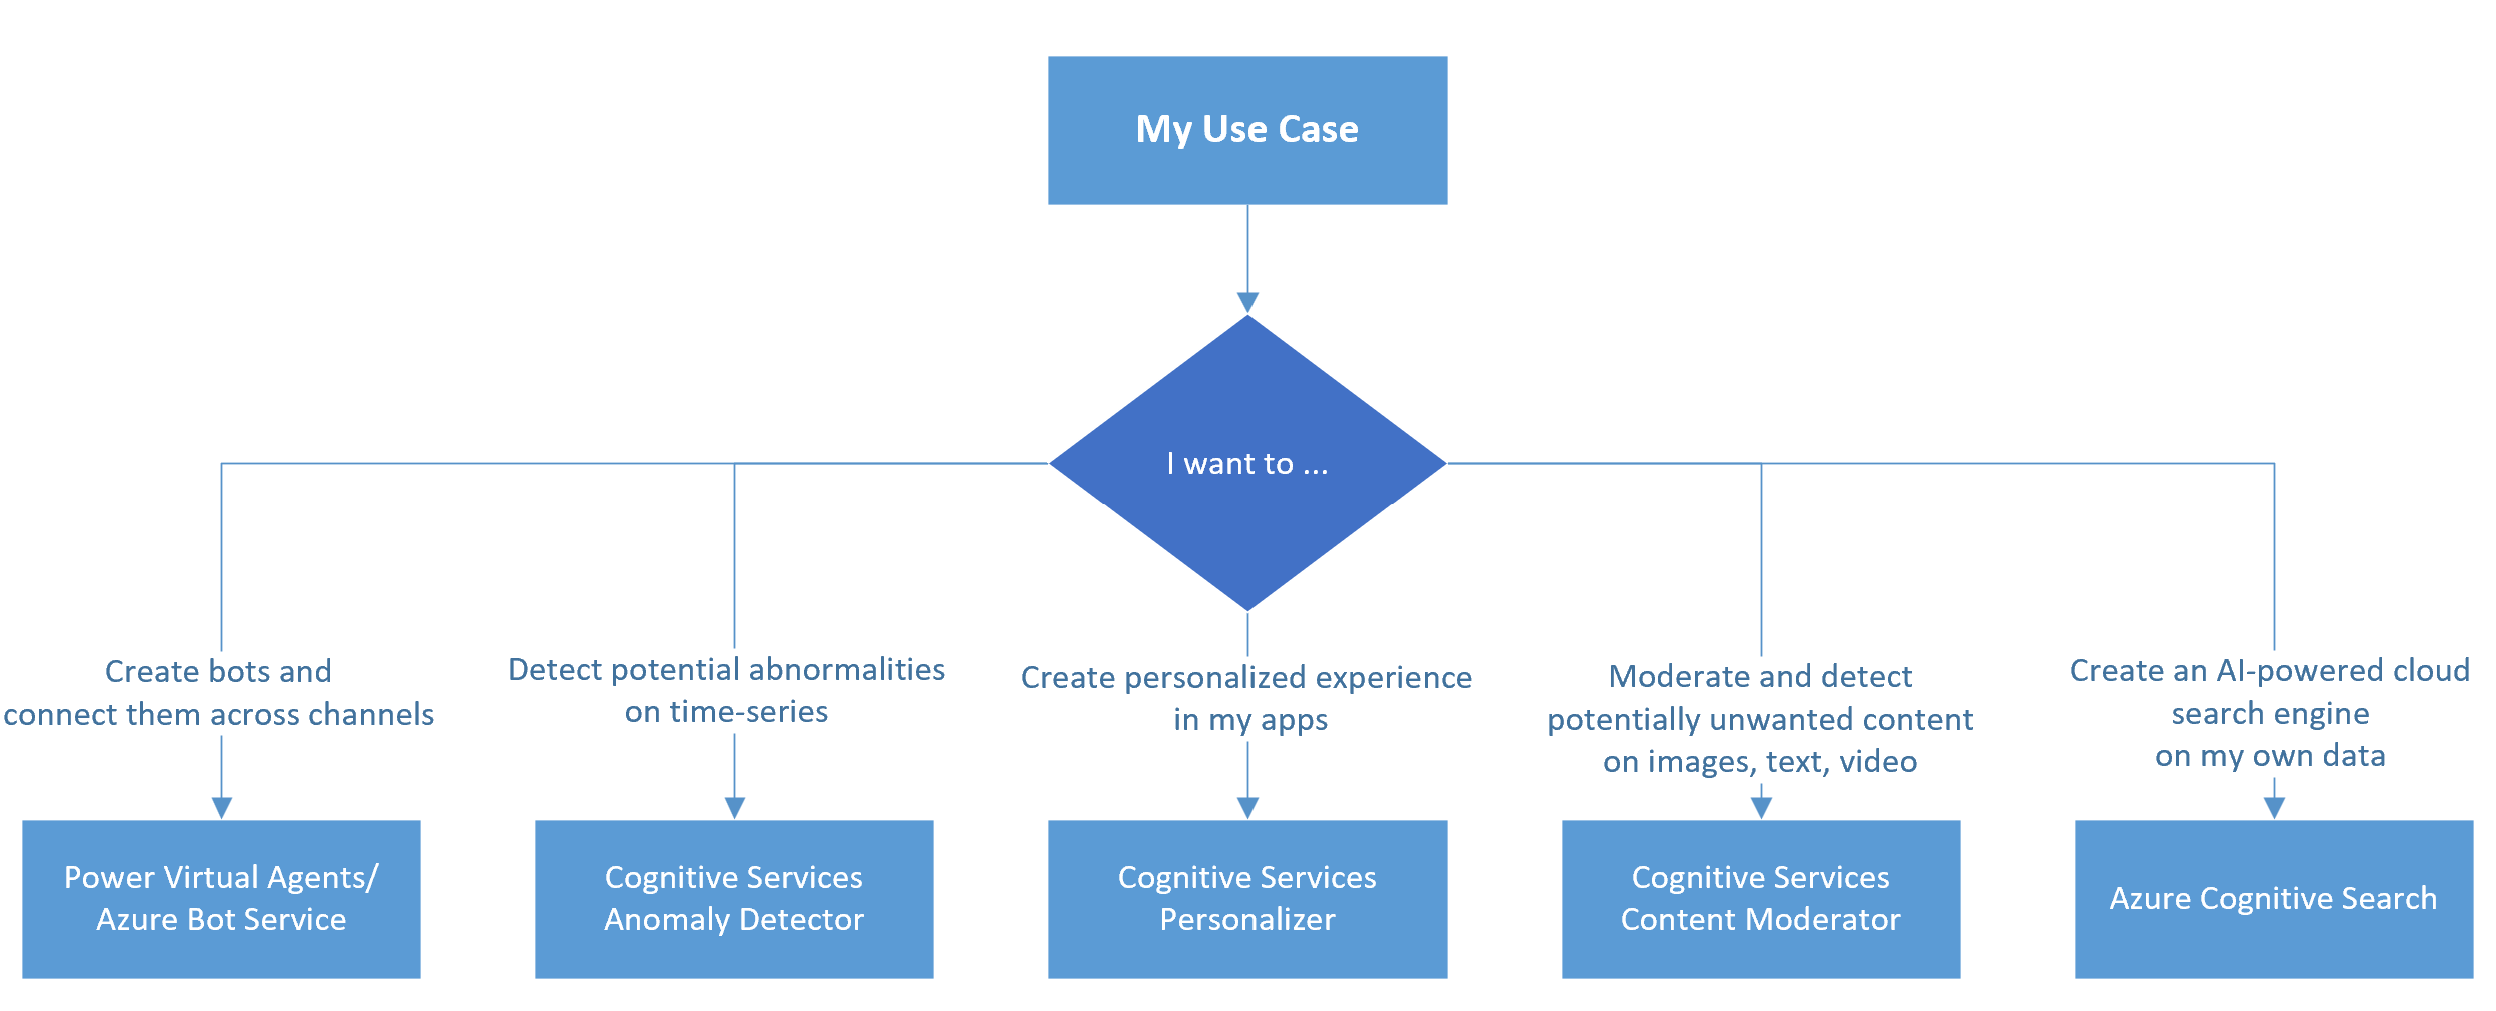 My Use Case
I want to ...
Create bots and
connect them across channels
Detect potential abnormalities
on time-series
Create personalized experience
in my apps
Moderate and detect
potentially unwanted content
on images, text, video
Create an AI-powered cloud
search engine
on my own data
Power Virtual Agents/
Azure Bot Service
Cognitive Services
Anomaly Detector
Cognitive Services
Personalizer
Cognitive Services
Content Moderator
Azure Cognitive Search